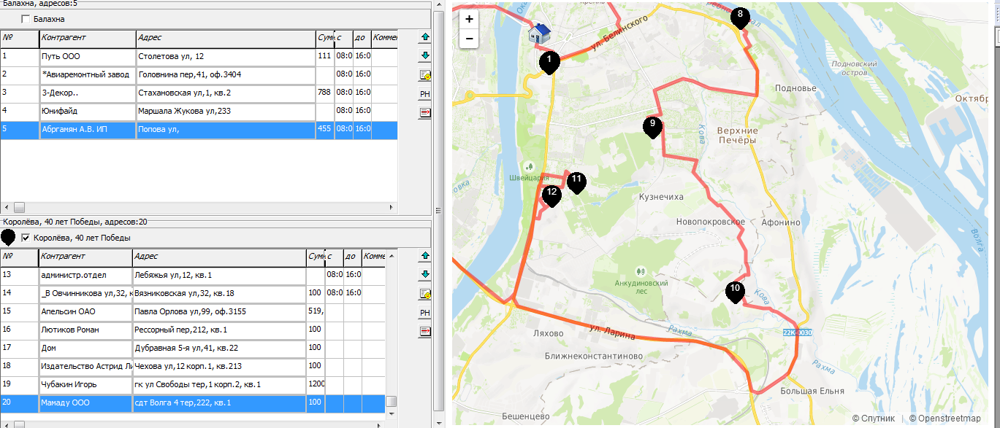 Балахна, адресов:5
Балахна
№ Контрагент Адрес Сумм с до Коммен
1 Путь ООО Столетова ул, 12 111 08:0 16:0
2 *Авиаремонтный завод Головнина пер,41, оф.3404 08:0 16:0
3 З-Декор.. Стахановская ул,1, кв.2 788 08:0 16:0
4 Юнифайд Маршала Жукова ул,233 08:0 16:0
5 Абргамян А.В. ИП Попова ул, 455 08:0 16:0
РН
Королёва, 40 лет Победы, адресов:20
Королёва, 40 лет Победы
№ Контрагент Адрес Сумм с до Комме
13 администр.отдел Лебяжья ул,12, кв.1 08:0 16:0
14 _В Овчинникова ул,32, к Вязниковская ул,32, кв.18 100 08:0 16:0
15 Апельсин ОАО Павла Орлова ул,99, оф.3155 519,
16 Лютиков Роман Рессорный пер,212, кв.1 100
17 Дом Дубравная 5-я ул,41, кв.22 100
18 Издательство Астрид Ли Чехова ул,12 корп.1, кв.213 100
19 Чубакин Игорь гк ул Свободы тер,1 корп.2, кв.1 1200
20 Мамаду ООО сдт Волга 4 тер,222, кв.1 100
РН
+
−
Ока
Кремль
ул. Белинского
8
1
Подновский
остров
Подновье
Октябр
9
Кова
Верхние
Печёры
Швейцария
11
12
Кузнечиха
Новопокровское
Афонино
Волга
Анкудиновский
лес
10
Кова
22К-0030
Ляхово
ул. Ларина
Рахма
Ближнеконстантиново
Рахма
Большая Ельня
Бешенцево
© Спутник | © Openstreetmap